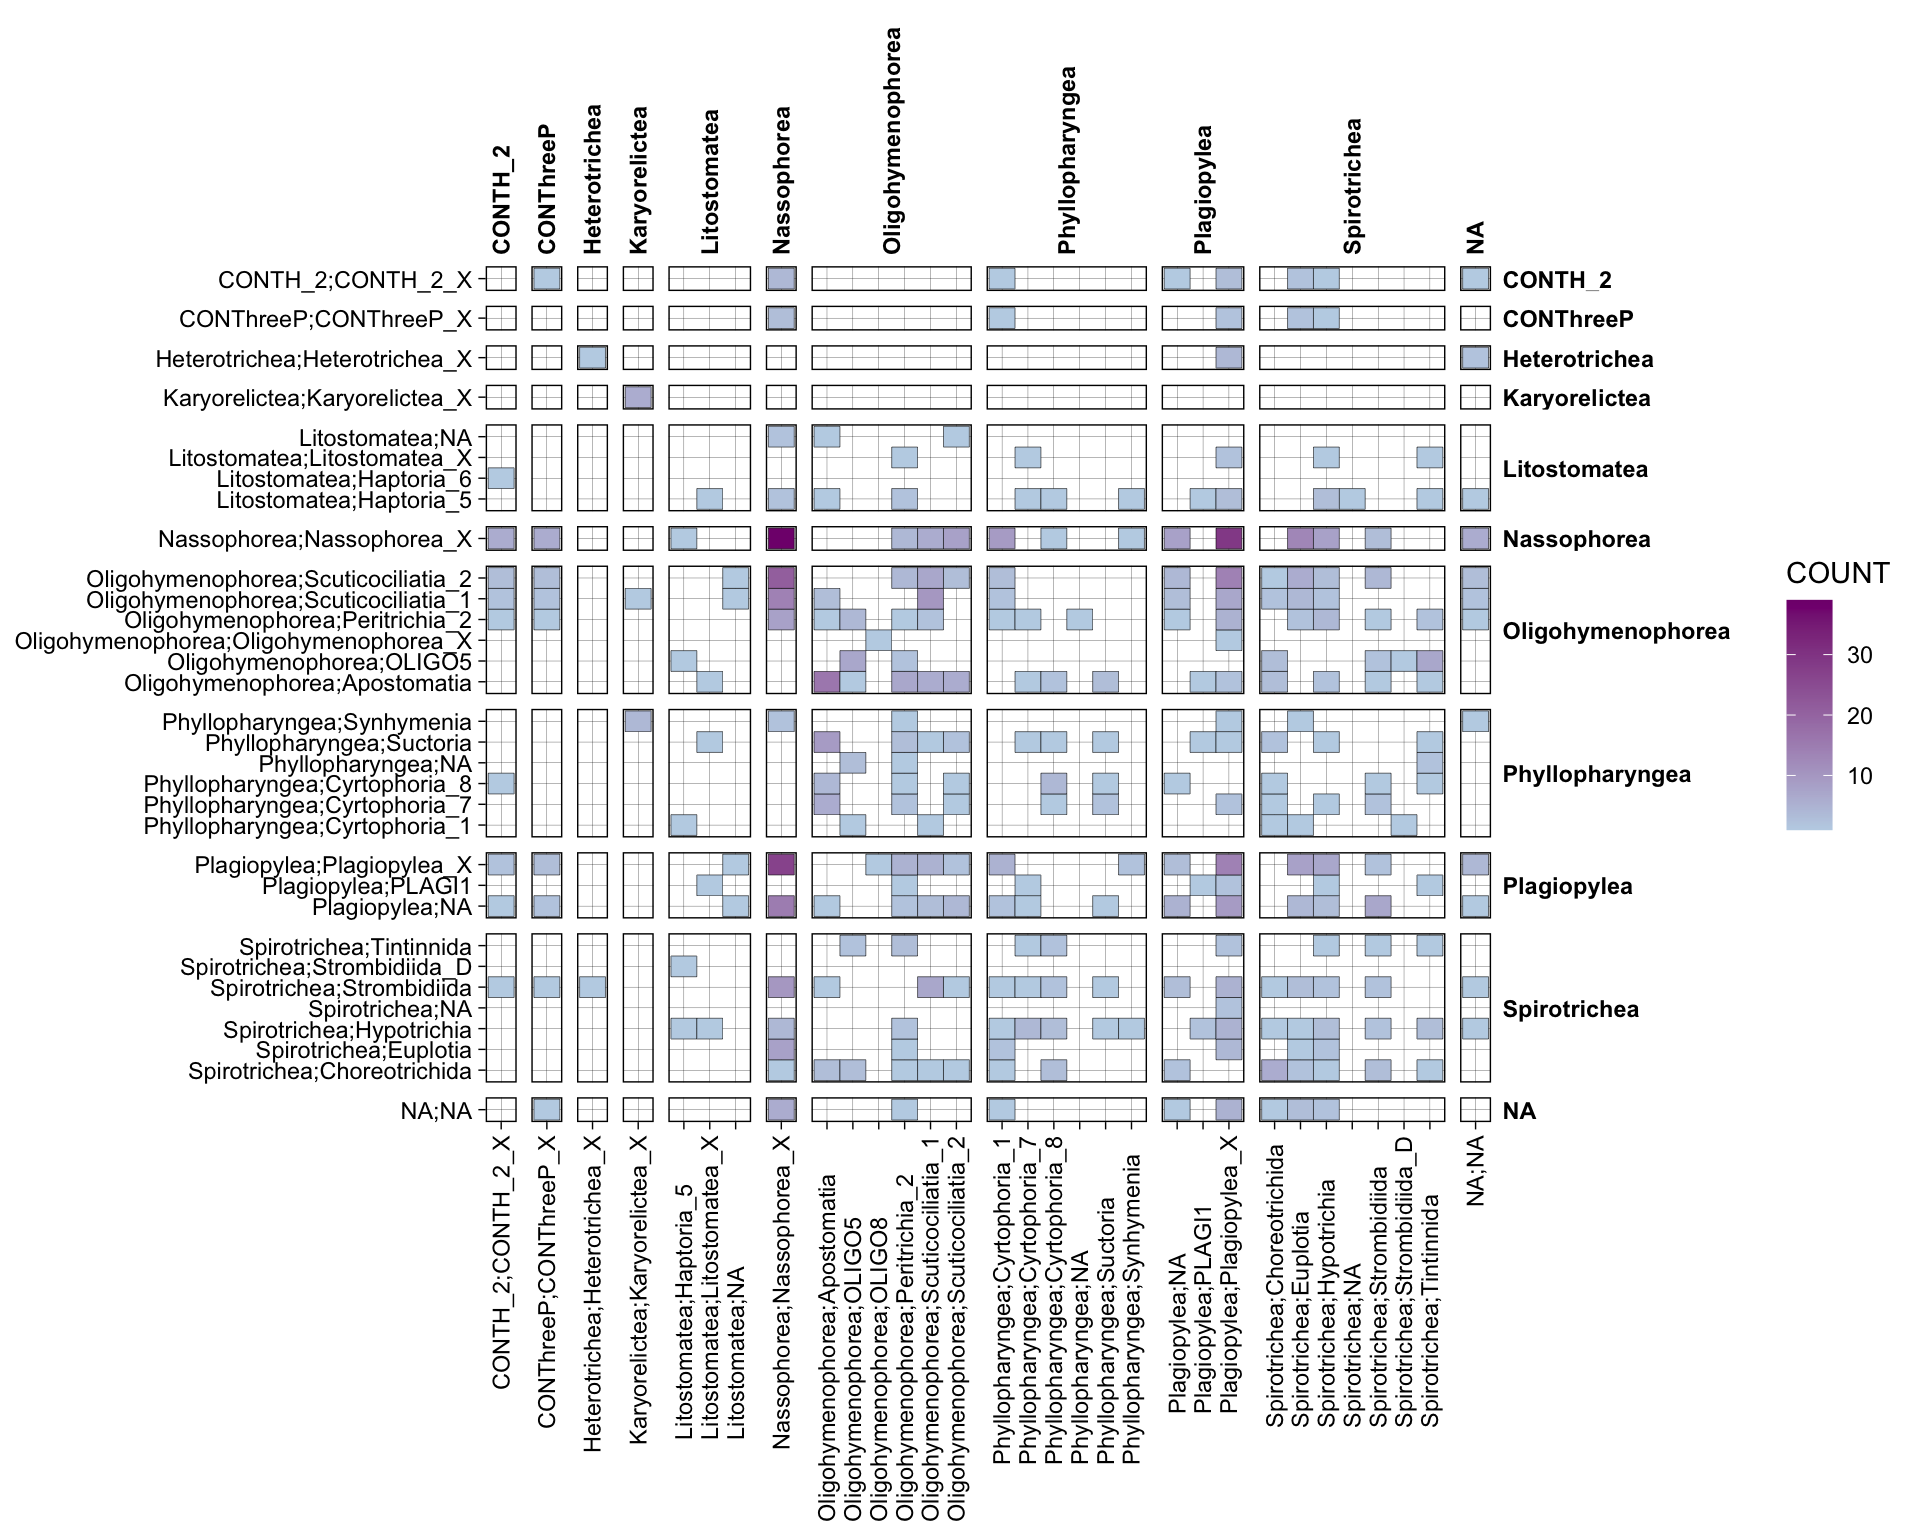 CONTH_2
CONThreeP
Heterotrichea
Karyorelictea
Litostomatea
Nassophorea
Oligohymenophorea
Phyllopharyngea
Plagiopylea
Spirotrichea
NA
CONTH_2;CONTH_2_X
CONThreeP;CONThreeP_X
Heterotrichea;Heterotrichea_X
Karyorelictea;Karyorelictea_X
Litostomatea;NA
Litostomatea;Litostomatea_X
Litostomatea;Haptoria_6
Litostomatea;Haptoria_5
Nassophorea;Nassophorea_X
Oligohymenophorea;Scuticociliatia_2
Oligohymenophorea;Scuticociliatia_1
Oligohymenophorea;Peritrichia_2
Oligohymenophorea;Oligohymenophorea_X
Oligohymenophorea;OLIGO5
Oligohymenophorea;Apostomatia
Phyllopharyngea;Synhymenia
Phyllopharyngea;Suctoria
Phyllopharyngea;NA
Phyllopharyngea;Cyrtophoria_8
Phyllopharyngea;Cyrtophoria_7
Phyllopharyngea;Cyrtophoria_1
Plagiopylea;Plagiopylea_X
Plagiopylea;PLAGI1
Plagiopylea;NA
Spirotrichea;Tintinnida
Spirotrichea;Strombidiida_D
Spirotrichea;Strombidiida
Spirotrichea;NA
Spirotrichea;Hypotrichia
Spirotrichea;Euplotia
Spirotrichea;Choreotrichida
NA;NA
CONTH_2
CONThreeP
Heterotrichea
Karyorelictea
Litostomatea
Nassophorea
Oligohymenophorea
Phyllopharyngea
Plagiopylea
Spirotrichea
NA
COUNT
30
20
10
CONTH_2;CONTH_2_X
CONThreeP;CONThreeP_X
Heterotrichea;Heterotrichea_X
Karyorelictea;Karyorelictea_X
Litostomatea;Haptoria_5
Litostomatea;Litostomatea_X
Litostomatea;NA
Nassophorea;Nassophorea_X
Oligohymenophorea;Apostomatia
Oligohymenophorea;OLIGO5
Oligohymenophorea;OLIGO8
Oligohymenophorea;Peritrichia_2
Oligohymenophorea;Scuticociliatia_1
Oligohymenophorea;Scuticociliatia_2
Phyllopharyngea;Cyrtophoria_1
Phyllopharyngea;Cyrtophoria_7
Phyllopharyngea;Cyrtophoria_8
Phyllopharyngea;NA
Phyllopharyngea;Suctoria
Phyllopharyngea;Synhymenia
Plagiopylea;NA
Plagiopylea;PLAGI1
Plagiopylea;Plagiopylea_X
Spirotrichea;Choreotrichida
Spirotrichea;Euplotia
Spirotrichea;Hypotrichia
Spirotrichea;NA
Spirotrichea;Strombidiida
Spirotrichea;Strombidiida_D
Spirotrichea;Tintinnida
NA;NA